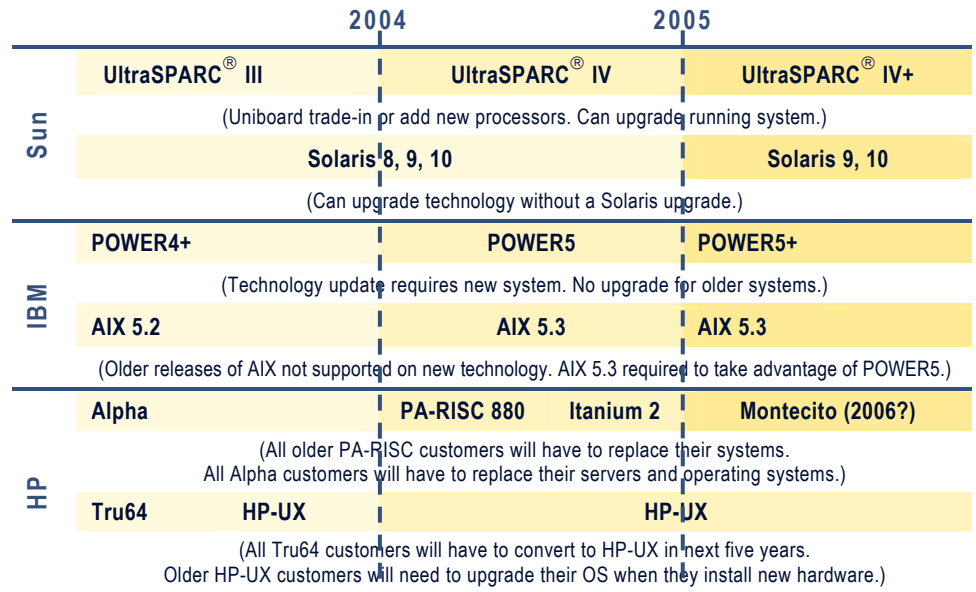 2004 2005
Sun
UltraSPARC® III UltraSPARC® IV UltraSPARC® IV+
(Uniboard trade-in or add new processors. Can upgrade running system.)
Solaris 8, 9, 10 Solaris 9, 10
(Can upgrade technology without a Solaris upgrade.)
IBM
POWER4+ POWER5 POWER5+
(Technology update requires new system. No upgrade for older systems.)
AIX 5.2 AIX 5.3 AIX 5.3
(Older releases of AIX not supported on new technology. AIX 5.3 required to take advantage of POWER5.)
HP
Alpha PA-RISC 880 Itanium 2 Montecito (2006?)
(All older PA-RISC customers will have to replace their systems.
All Alpha customers will have to replace their servers and operating systems.)
Tru64 HP-UX HP-UX
(All Tru64 customers will have to convert to HP-UX in next five years.
Older HP-UX customers will need to upgrade their OS when they install new hardware.)